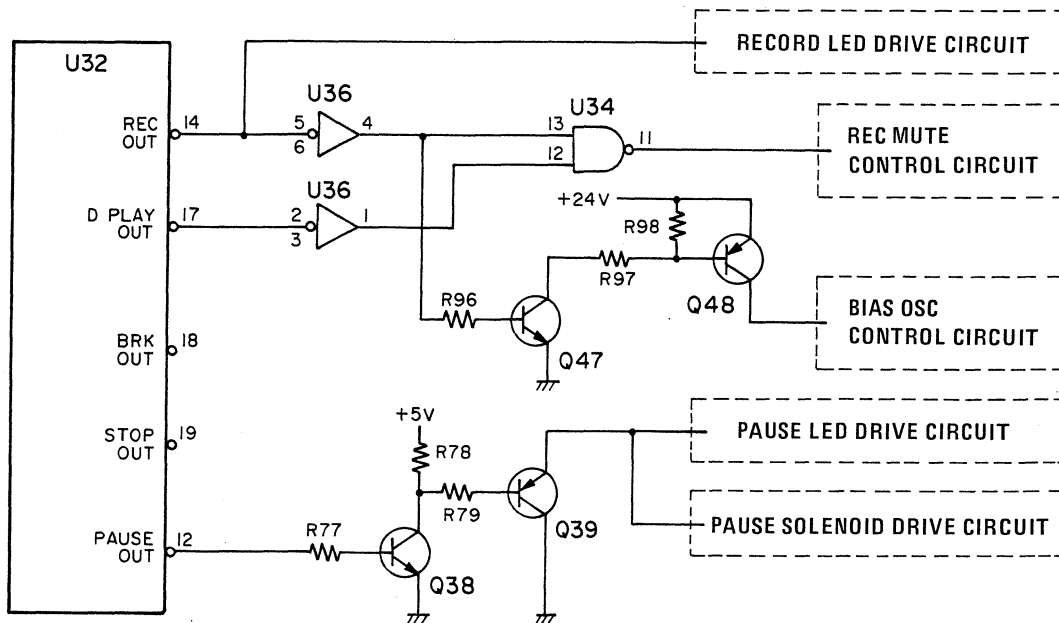 U32
REC
OUT
14
D PLAY
OUT
17
BRK
OUT
18
STOP
OUT
19
PAUSE
OUT
12
U36
5
6
4
U36
2
3
1
U34
13
12
11
+24V
R98
R97
Q48
R96
Q47
+5V
R78
R79
Q39
R77
Q38
RECORD LED DRIVE CIRCUIT
REC MUTE
CONTROL CIRCUIT
BIAS OSC
CONTROL CIRCUIT
PAUSE LED DRIVE CIRCUIT
PAUSE SOLENOID DRIVE CIRCUIT